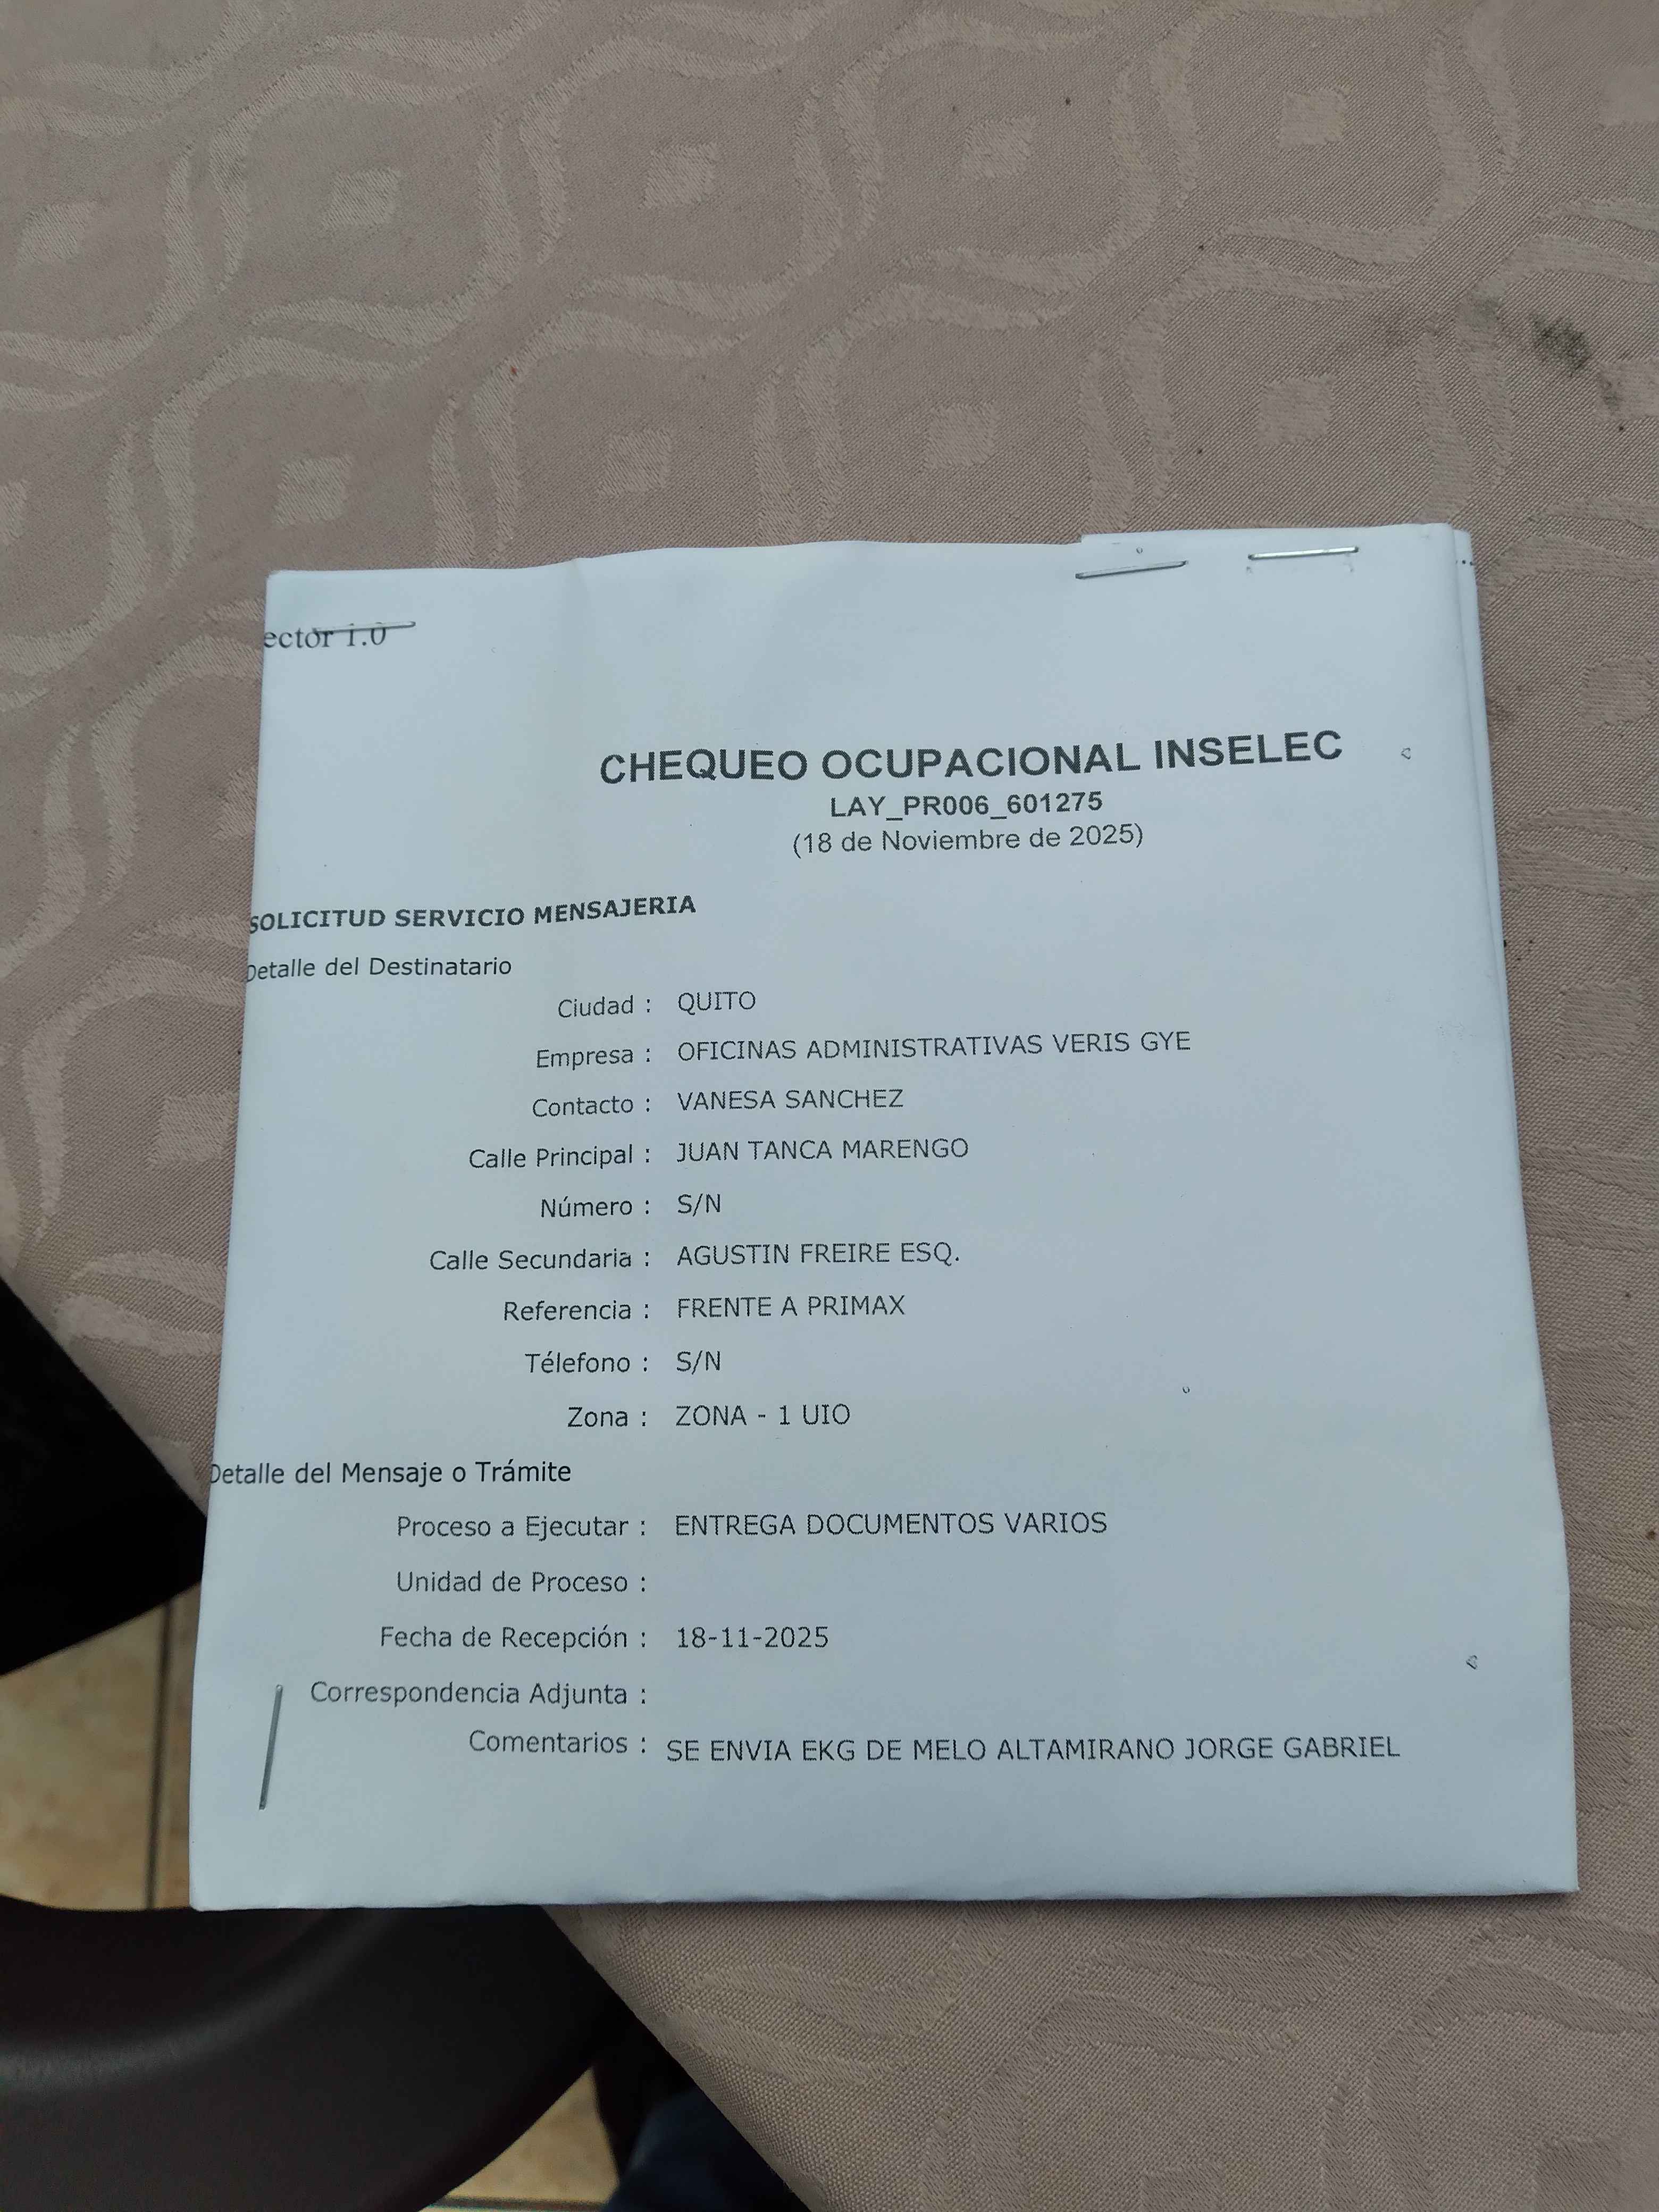 ector 1.0
CHEQUEO OCUPACIONAL INSELEC
LAY_PR006_601275
(18 de Noviembre de 2025)
SOLICITUD SERVICIO MENSAJERIA
Detalle del Destinatario
Ciudad : QUITO
Empresa : OFICINAS ADMINISTRATIVAS VERIS GYE
Contacto : VANESA SANCHEZ
Calle Principal : JUAN TANCA MARENGO
Número : S/N
Calle Secundaria : AGUSTIN FREIRE ESQ.
Referencia : FRENTE A PRIMAX
Télefono : S/N
Zona : ZONA - 1 UIO
Detalle del Mensaje o Trámite
Proceso a Ejecutar : ENTREGA DOCUMENTOS VARIOS
Unidad de Proceso :
Fecha de Recepción : 18-11-2025
Correspondencia Adjunta :
Comentarios : SE ENVIA EKG DE MELO ALTAMIRANO JORGE GABRIEL